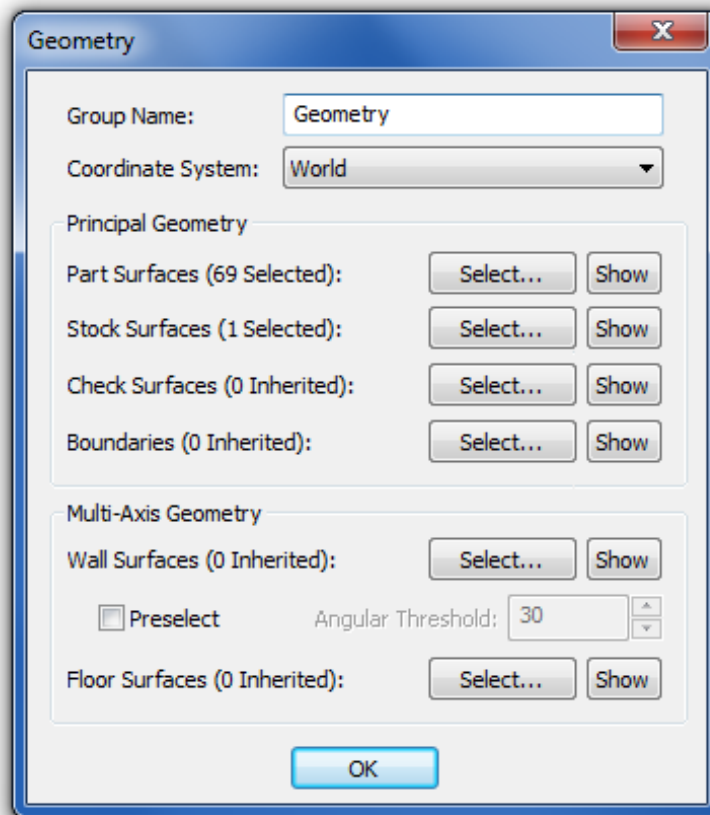 Geometry
Group Name: Geometry
Coordinate System: World
Principal Geometry
Part Surfaces (69 Selected): Select... Show
Stock Surfaces (1 Selected): Select... Show
Check Surfaces (0 Inherited): Select... Show
Boundaries (0 Inherited): Select... Show
Multi-Axis Geometry
Wall Surfaces (0 Inherited): Select... Show
Preselect Angular Threshold: 30
Floor Surfaces (0 Inherited): Select... Show
OK